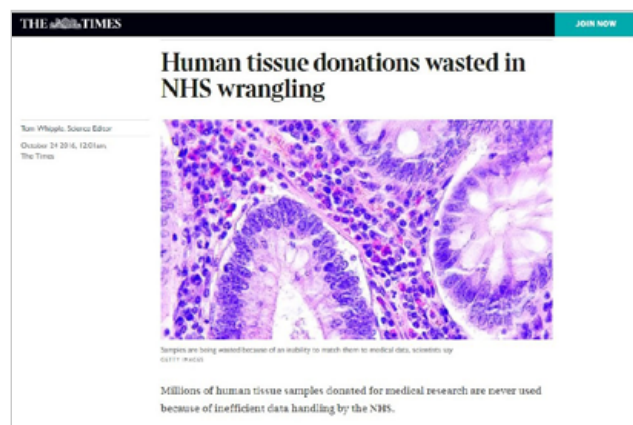 THE TIMES
JOIN NOW
Human tissue donations wasted in
NHS wrangling
Tom Whipple, Science Editor
October 24 2016, 12:01am,
The Times
Samples are being wasted because of an inability to match them to medical data, scientists say
GETTY IMAGES
Millions of human tissue samples donated for medical research are never used
because of inefficient data handling by the NHS.